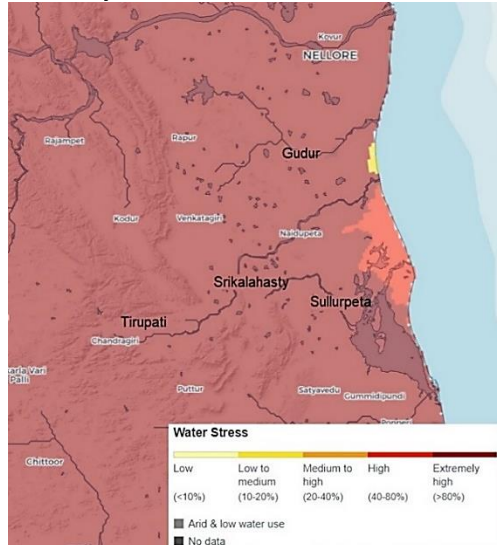 Kovur
NELLORE
Rajampet
Rapur
Gudur
Kodur
Venkatagiri
Naidupeta
Srikalahasty
Sullurpeta
Tirupati
Chandragiri
Palli
Puttur
Satyavedu
Gummidipundi
Chittoor
Water Stress
Low Low to medium Medium to high High Extremely high
(<10%) (10-20%) (20-40%) (40-80%) (>80%)
Arid & low water use
No data